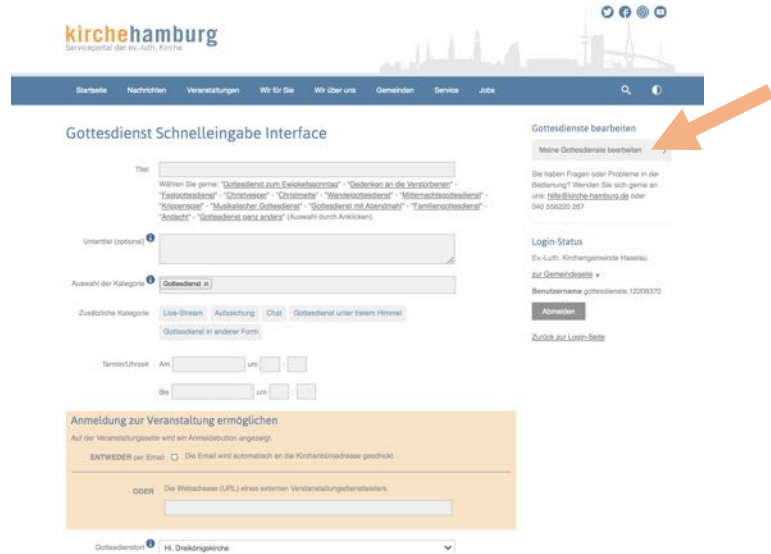 kirchehamburg
Serviceportal der ev.-luth. Kirche
Startseite Nachrichten Veranstaltungen Wir für Sie Wir über uns Gemeinden Service Jobs
Gottesdienst Schnelleingabe Interface
Titel
Wählen Sie gerne: "Gottesdienst zum Ewigkeitssonntag" - "Gedenken an die Verstorbenen" -
"Festgottesdienst" - "Christvesper" - "Christmette" - "Wandelgottesdienst" - "Mitternachtsgottesdienst" -
"Krippenspiel" - "Musikalischer Gottesdienst" - "Gottesdienst mit Abendmahl" - "Familiengottesdienst" -
"Andacht" - "Gottesdienst ganz anders" (Auswahl durch Anklicken).
Untertitel (optional)
Auswahl der Kategorie
Gottesdienst x
Zusätzliche Kategorie
Live-Stream Aufzeichung Chat Gottesdienst unter freiem Himmel
Gottesdienst in anderer Form
Termin/Uhrzeit Am um :
Bis um :
Anmeldung zur Veranstaltung ermöglichen
Auf der Veranstaltungsseite wird ein Anmeldebutton angezeigt.
ENTWEDER per Email Die Email wird automatisch an die Kirchenbüroadresse geschickt.
ODER Die Webadresse (URL) eines externen Verstanstaltungsdienstleisters.
Gottesdienstort Hl. Dreikönigskirche
Gottesdienste bearbeiten
Meine Gottesdienste bearbeiten
Sie haben Fragen oder Probleme in der
Bedienung? Wenden Sie sich gerne an
uns: hilfe@kirche-hamburg.de oder
040 558220 267
Login-Status
Ev.-Luth. Kirchengemeinde Haselau
zur Gemeindeseite
Benutzername gottesdienste.12208370
Abmelden
Zurück zur Login-Seite